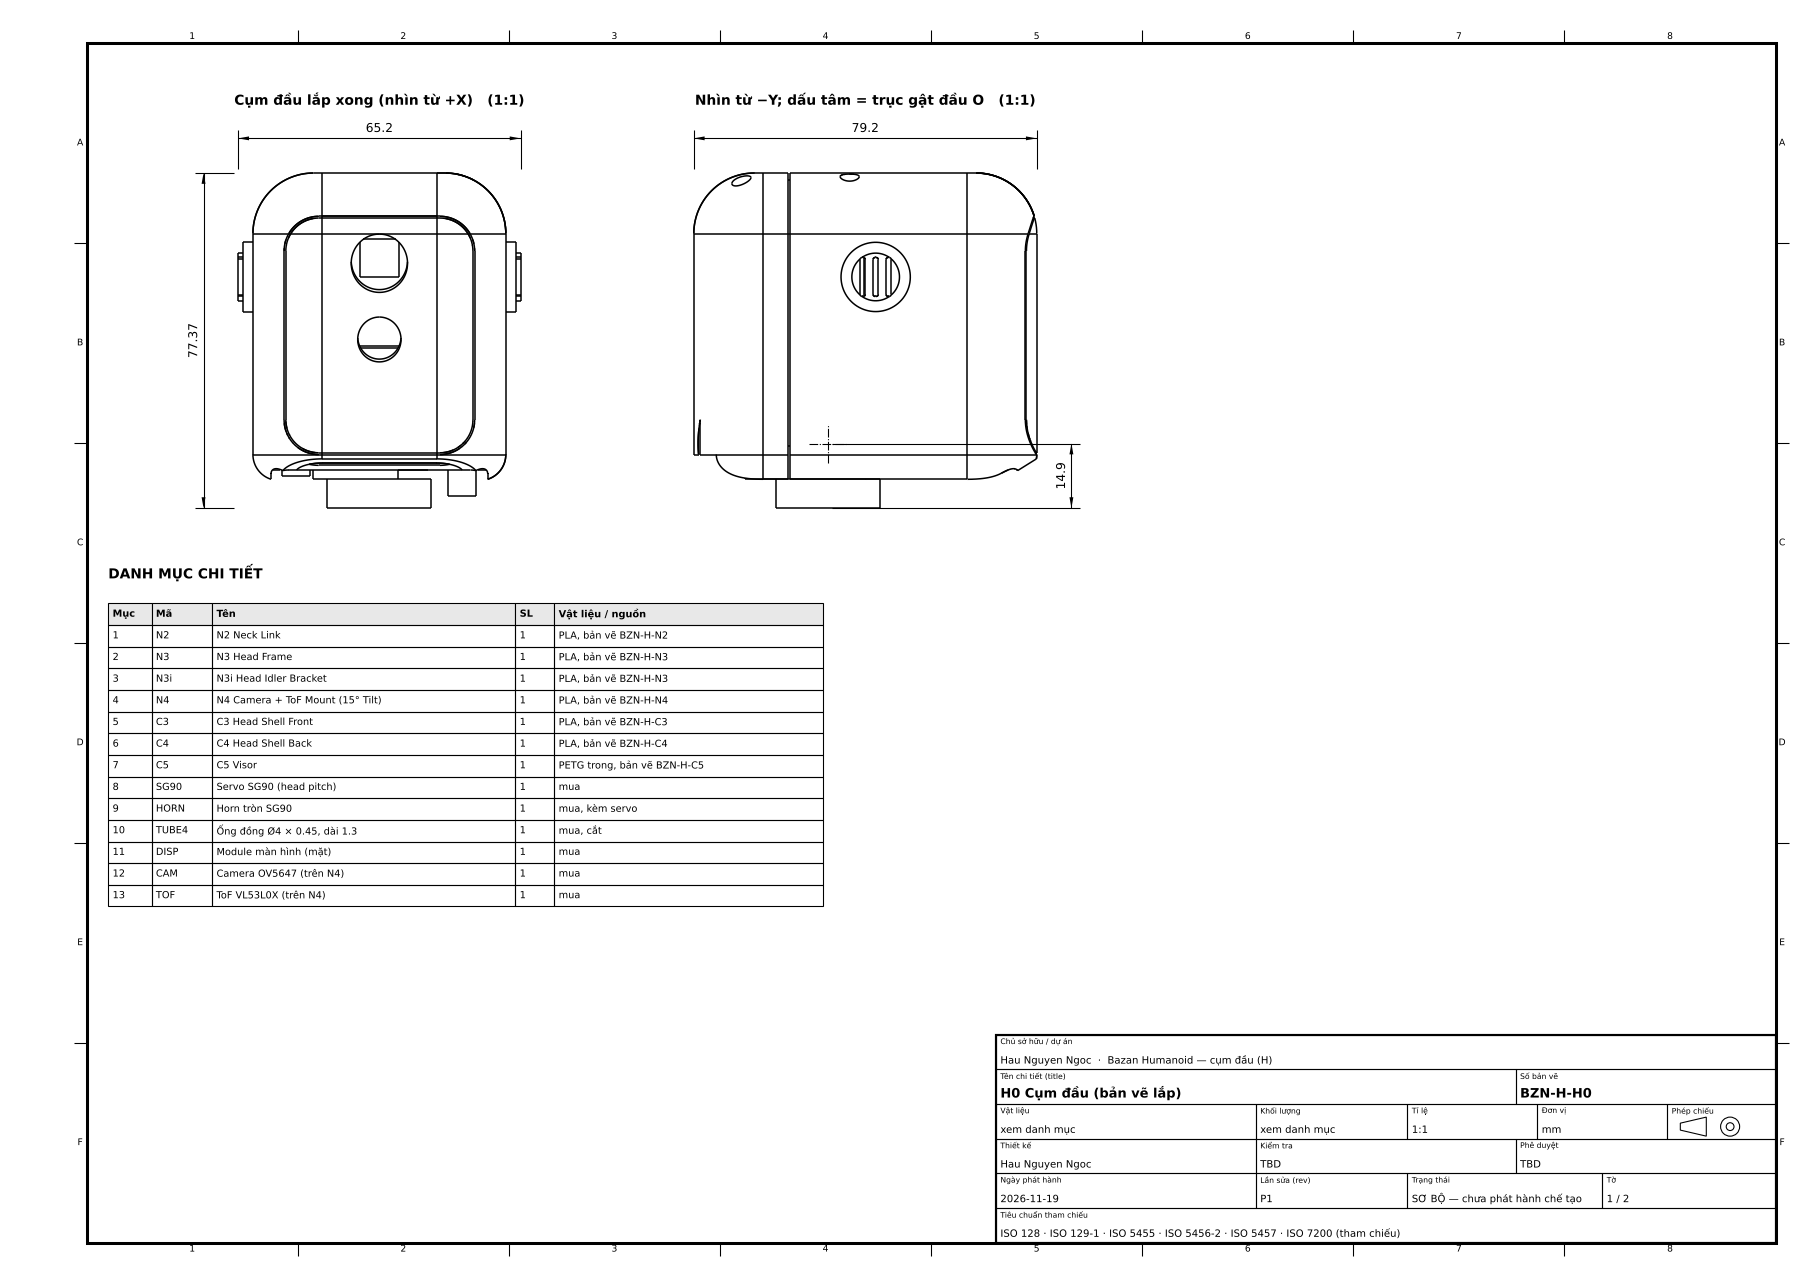 1 2 3 4 5 6 7 8
Cụm đầu lắp xong (nhìn từ +X) (1:1)
Nhìn từ −Y; dấu tâm = trục gật đầu O (1:1)
65.2
79.2
A
A
77.37
B
B
14.9
C
C
DANH MỤC CHI TIẾT
Mục Mã Tên SL Vật liệu / nguồn
1 N2 N2 Neck Link 1 PLA, bản vẽ BZN-H-N2
2 N3 N3 Head Frame 1 PLA, bản vẽ BZN-H-N3
3 N3i N3i Head Idler Bracket 1 PLA, bản vẽ BZN-H-N3
4 N4 N4 Camera + ToF Mount (15° Tilt) 1 PLA, bản vẽ BZN-H-N4
5 C3 C3 Head Shell Front 1 PLA, bản vẽ BZN-H-C3
6 C4 C4 Head Shell Back 1 PLA, bản vẽ BZN-H-C4
7 C5 C5 Visor 1 PETG trong, bản vẽ BZN-H-C5
8 SG90 Servo SG90 (head pitch) 1 mua
9 HORN Horn tròn SG90 1 mua, kèm servo
10 TUBE4 Ống đồng Ø4 × 0.45, dài 1.3 1 mua, cắt
11 DISP Module màn hình (mặt) 1 mua
12 CAM Camera OV5647 (trên N4) 1 mua
13 TOF ToF VL53L0X (trên N4) 1 mua
D
D
E
E
F
F
Chủ sở hữu / dự án
Hau Nguyen Ngoc · Bazan Humanoid — cụm đầu (H)
Tên chi tiết (title) Số bản vẽ
H0 Cụm đầu (bản vẽ lắp) BZN-H-H0
Vật liệu Khối lượng Tỉ lệ Đơn vị Phép chiếu
xem danh mục xem danh mục 1:1 mm
Thiết kế Kiểm tra Phê duyệt
Hau Nguyen Ngoc TBD TBD
Ngày phát hành Lần sửa (rev) Trạng thái Tờ
2026-11-19 P1 SƠ BỘ — chưa phát hành chế tạo 1 / 2
Tiêu chuẩn tham chiếu
ISO 128 · ISO 129-1 · ISO 5455 · ISO 5456-2 · ISO 5457 · ISO 7200 (tham chiếu)
1 2 3 4 5 6 7 8